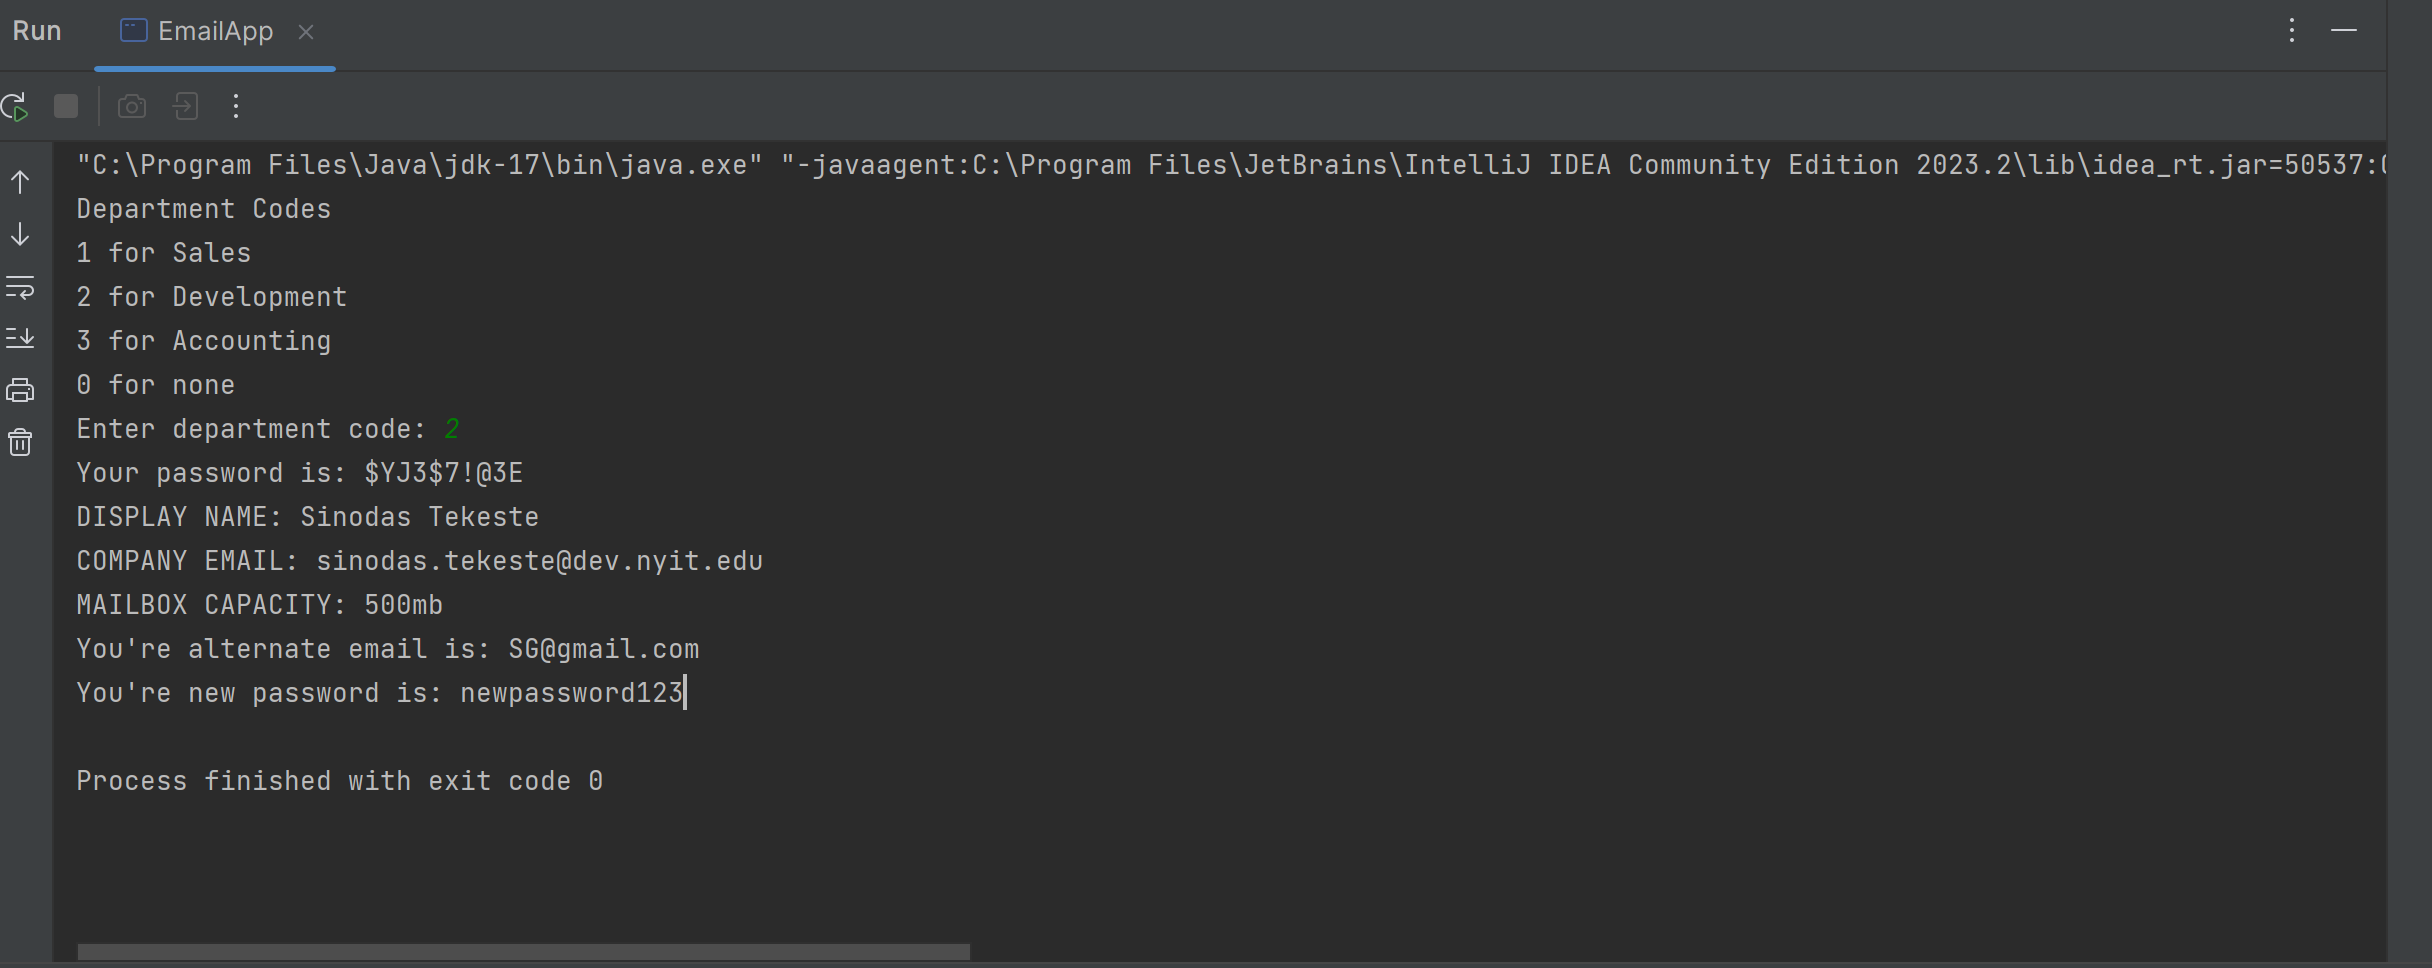 Run EmailApp
"C:\Program Files\Java\jdk-17\bin\java.exe" "-javaagent:C:\Program Files\JetBrains\IntelliJ IDEA Community Edition 2023.2\lib\idea_rt.jar=50537:
Department Codes
1 for Sales
2 for Development
3 for Accounting
0 for none
Enter department code: 2
Your password is: $YJ3$7!@3E
DISPLAY NAME: Sinodas Tekeste
COMPANY EMAIL: sinodas.tekeste@dev.nyit.edu
MAILBOX CAPACITY: 500mb
You're alternate email is: SG@gmail.com
You're new password is: newpassword123
Process finished with exit code 0